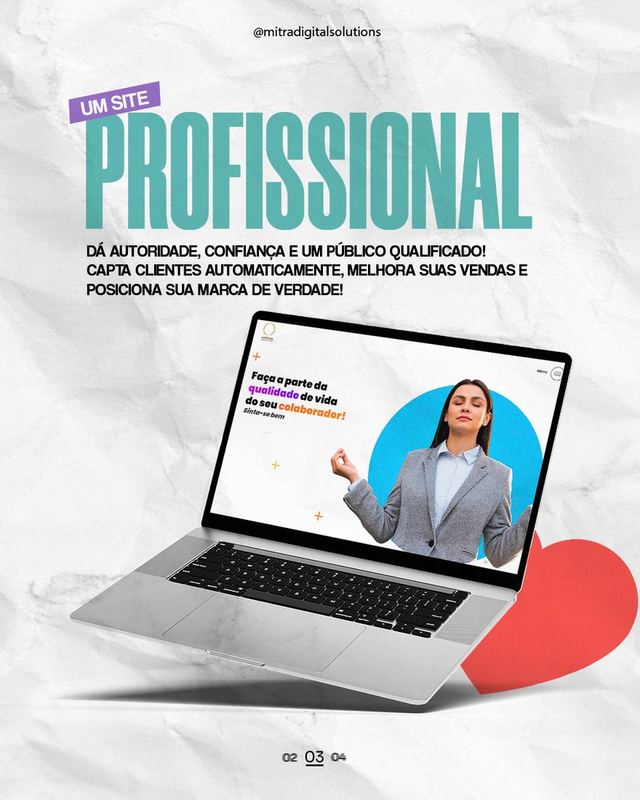 @mitradigitalsolutions
UM SITE
PROFISSIONAL
DÁ AUTORIDADE, CONFIANÇA E UM PÚBLICO QUALIFICADO!
CAPTA CLIENTES AUTOMATICAMENTE, MELHORA SUAS VENDAS E
POSICIONA SUA MARCA DE VERDADE!
Menu
Faça a parte da
qualidade de vida
do seu colaborador!
Sinta-se bem
02 03 04